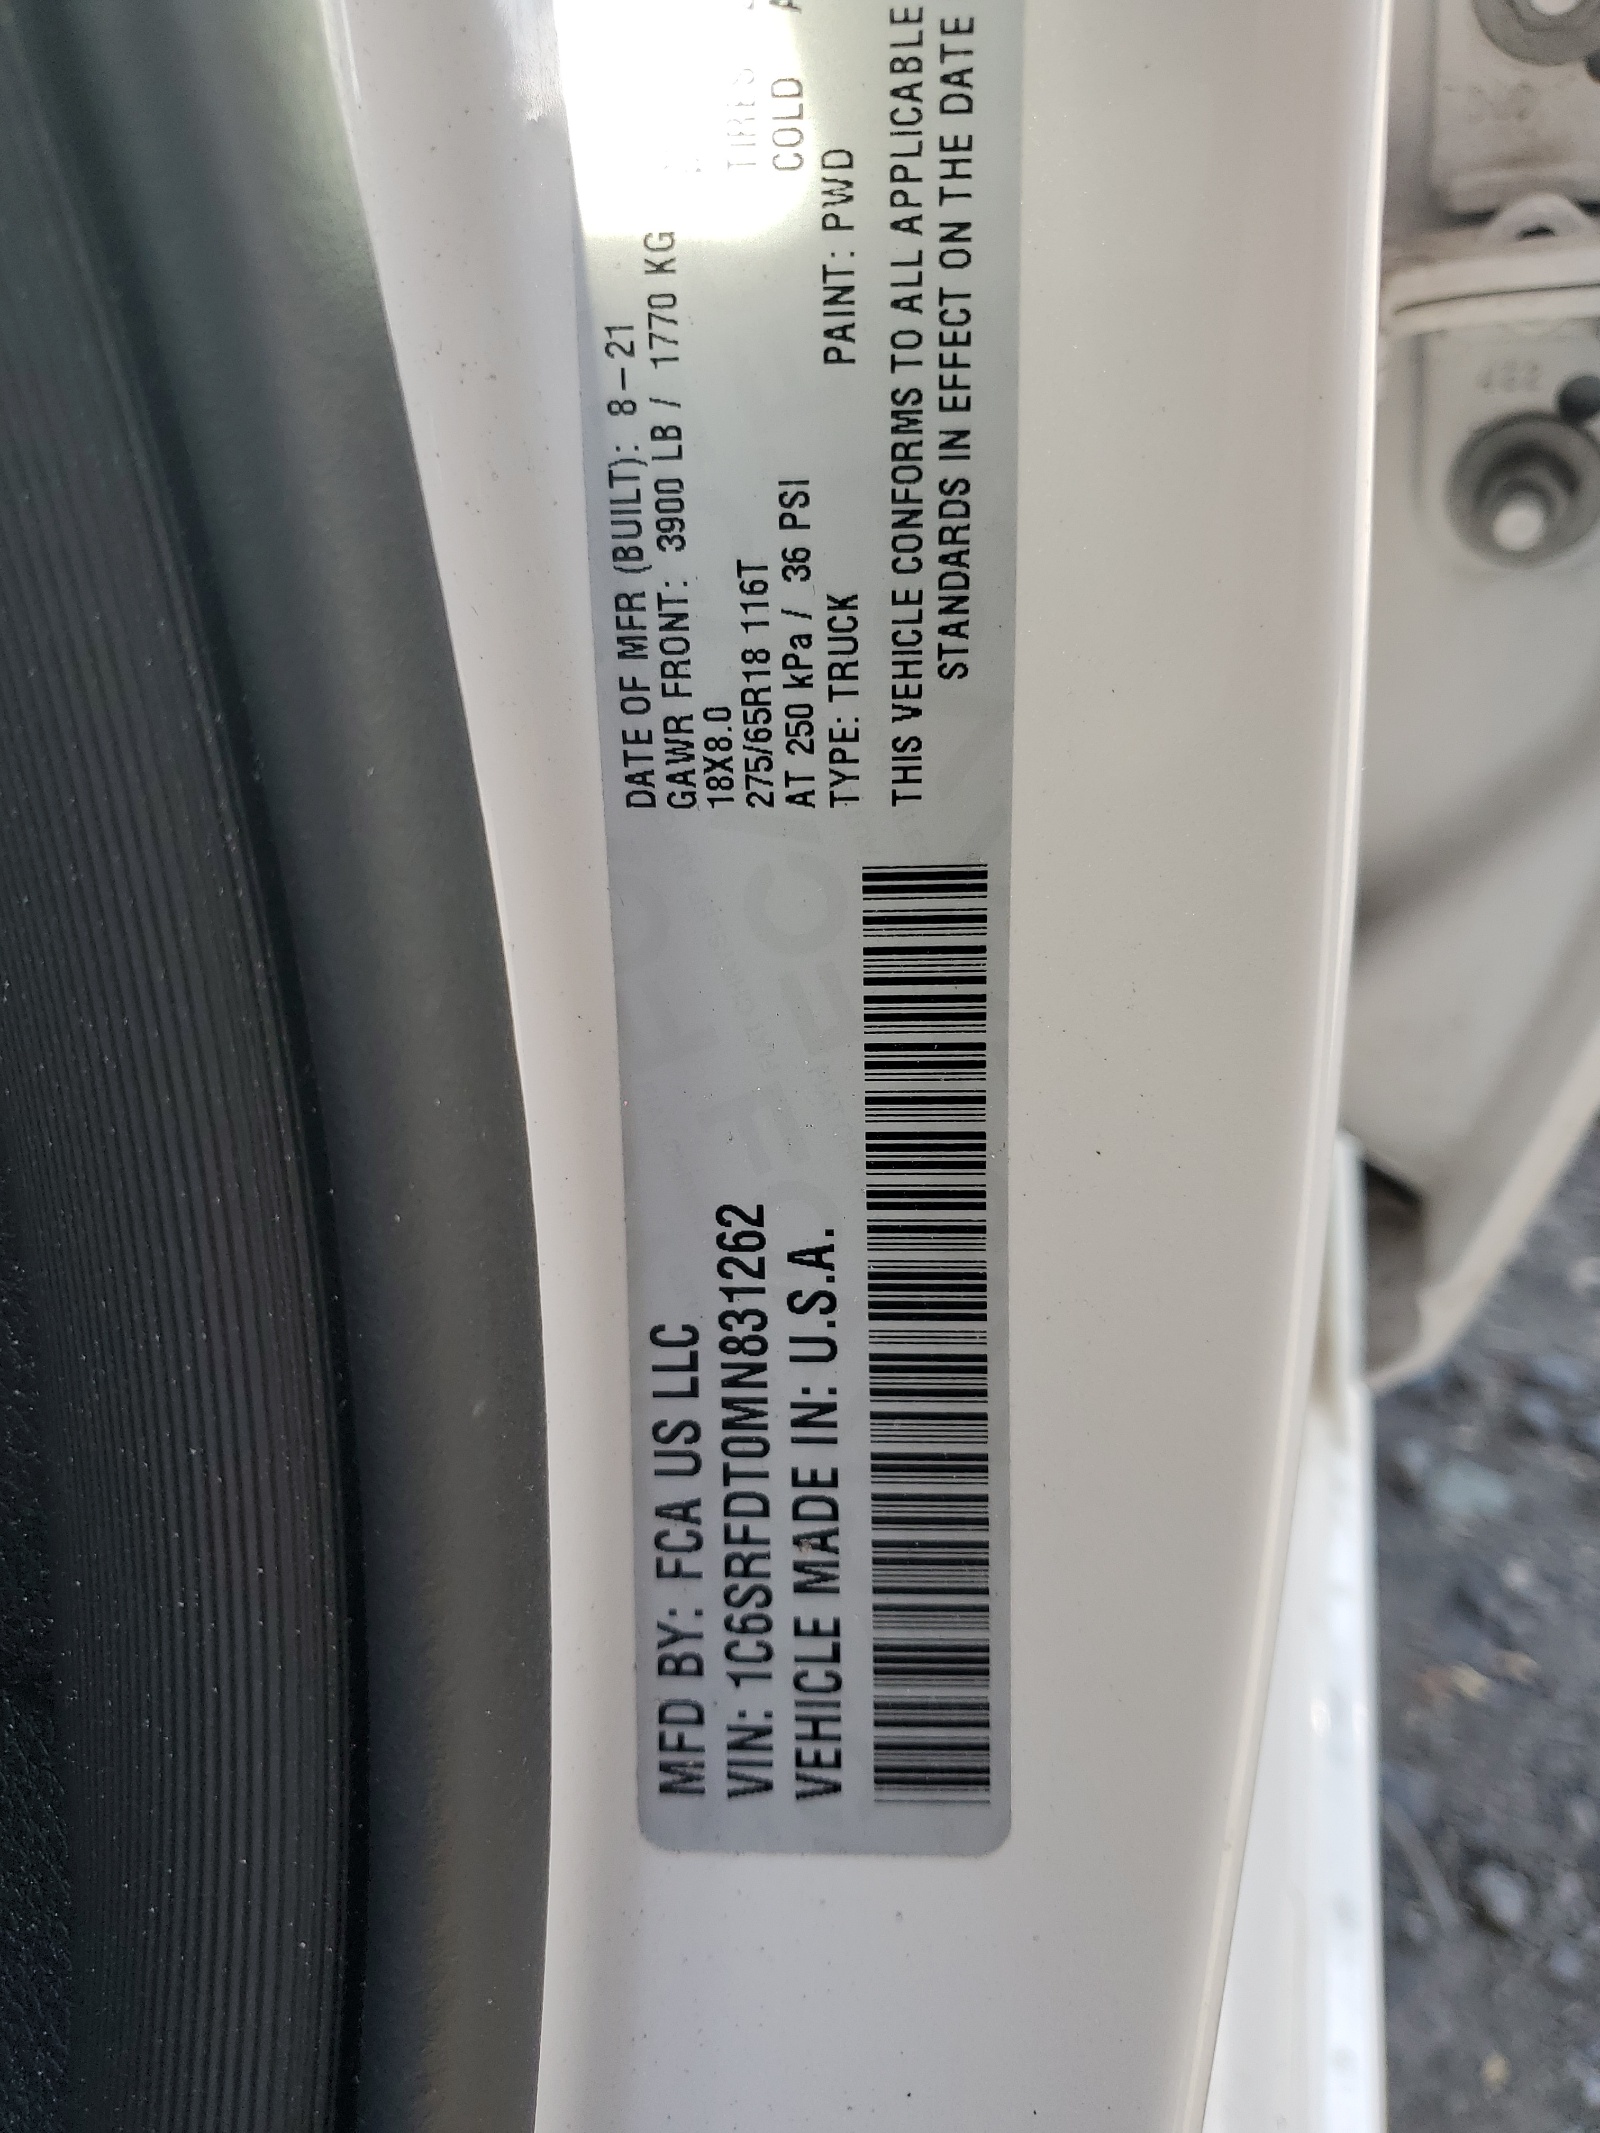 MFD BY: FCA US LLC
VIN: 1C6SRFDT0MN831262
VEHICLE MADE IN: U.S.A.
DATE OF MFR (BUILT): 8-21
GAWR FRONT: 3900 LB / 1770 KG
18X8.0
TIRES
275/65R18 116T
COLD
AT 250 kPa / 36 PSI
TYPE: TRUCK PAINT: PWD
THIS VEHICLE CONFORMS TO ALL APPLICABLE
STANDARDS IN EFFECT ON THE DATE